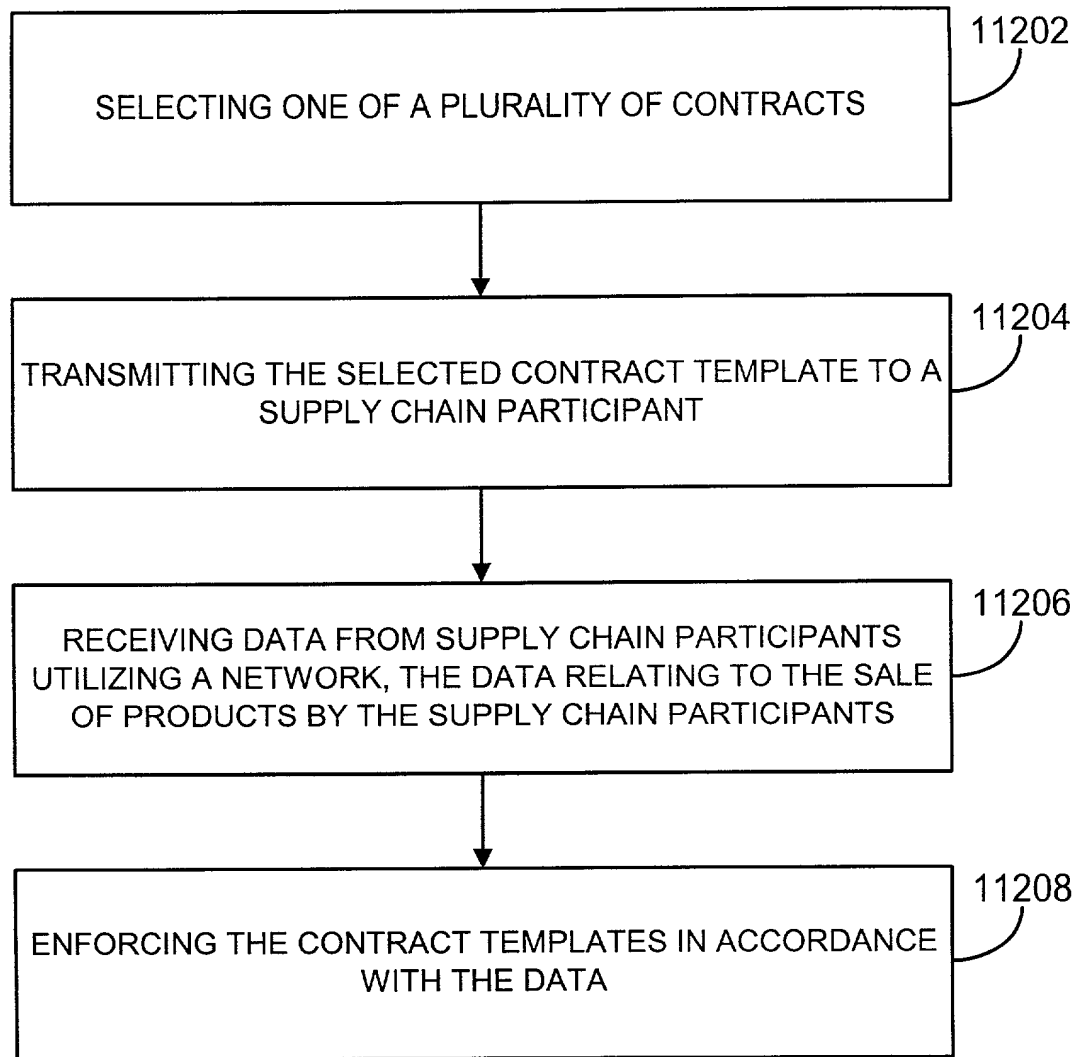 11202
SELECTING ONE OF A PLURALITY OF CONTRACTS
11204
TRANSMITTING THE SELECTED CONTRACT TEMPLATE TO A
SUPPLY CHAIN PARTICIPANT
11206
RECEIVING DATA FROM SUPPLY CHAIN PARTICIPANTS
UTILIZING A NETWORK, THE DATA RELATING TO THE SALE
OF PRODUCTS BY THE SUPPLY CHAIN PARTICIPANTS
11208
ENFORCING THE CONTRACT TEMPLATES IN ACCORDANCE
WITH THE DATA